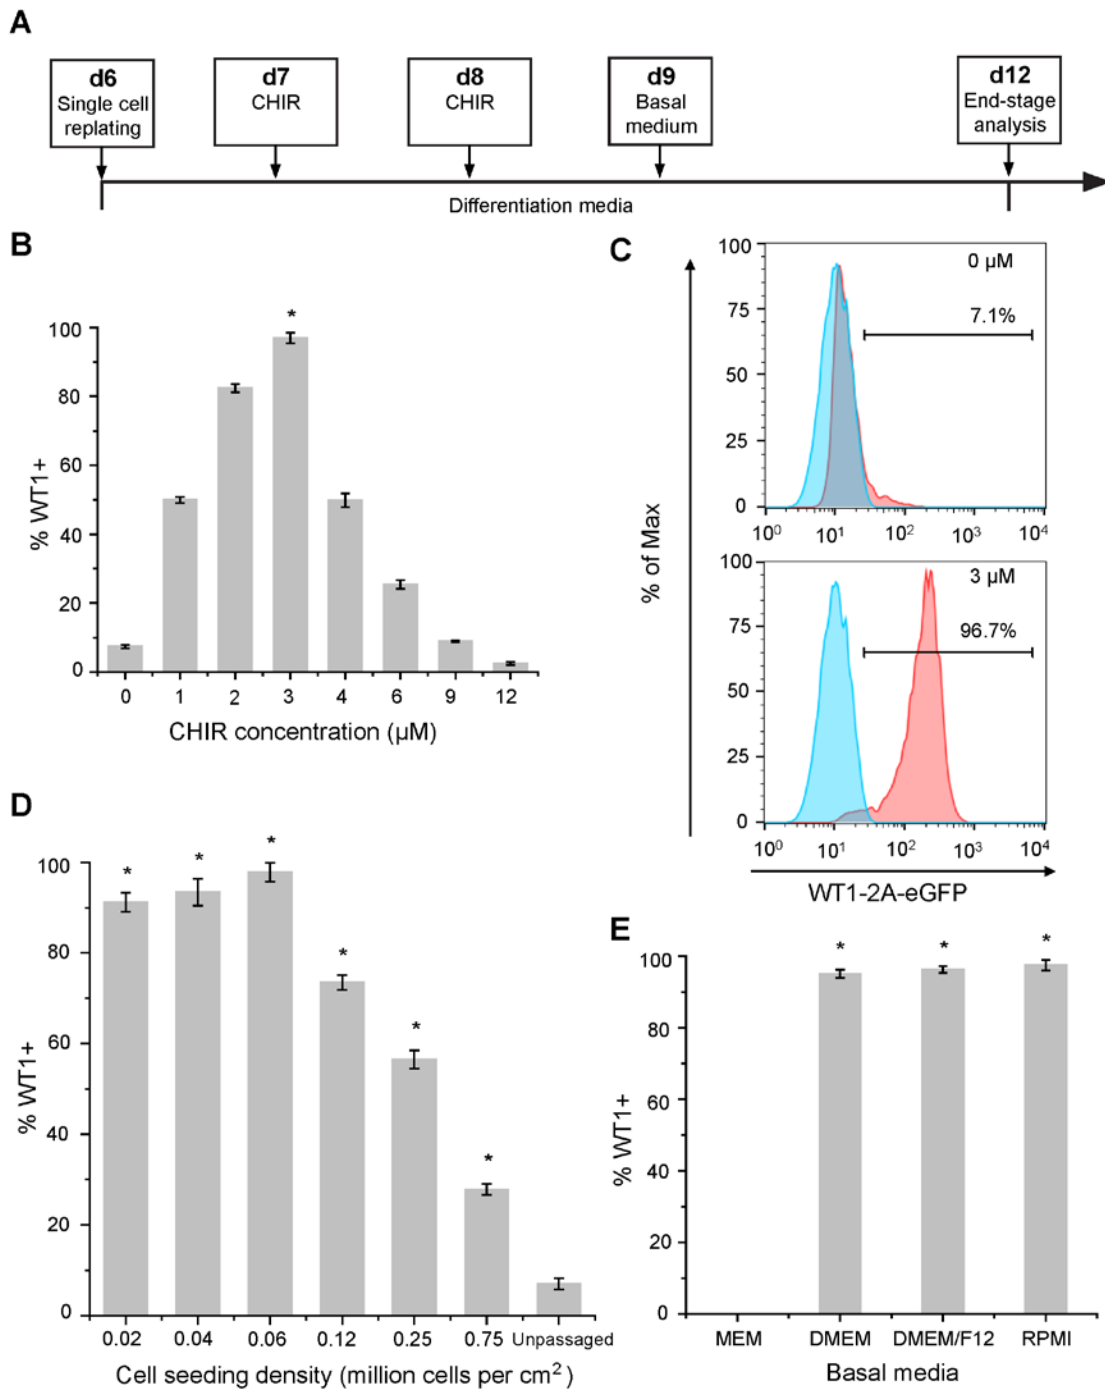 A
d6
Single cell
replating
d7
CHIR
d8
CHIR
d9
Basal
medium
d12
End-stage
analysis
Differentiation media
B
% WT1+
100
80
60
40
20
0
*
0 1 2 3 4 6 9 12
CHIR concentration (µM)
C
% of Max
100
75
50
25
0
0 µM
7.1%
10⁰ 10¹ 10² 10³ 10⁴
100
75
50
25
0
3 µM
96.7%
10⁰ 10¹ 10² 10³ 10⁴
WT1-2A-eGFP
D
% WT1+
100
80
60
40
20
0
* * * * * *
0.02 0.04 0.06 0.12 0.25 0.75 Unpassaged
Cell seeding density (million cells per cm²)
E
% WT1+
100
80
60
40
20
0
* * *
MEM DMEM DMEM/F12 RPMI
Basal media